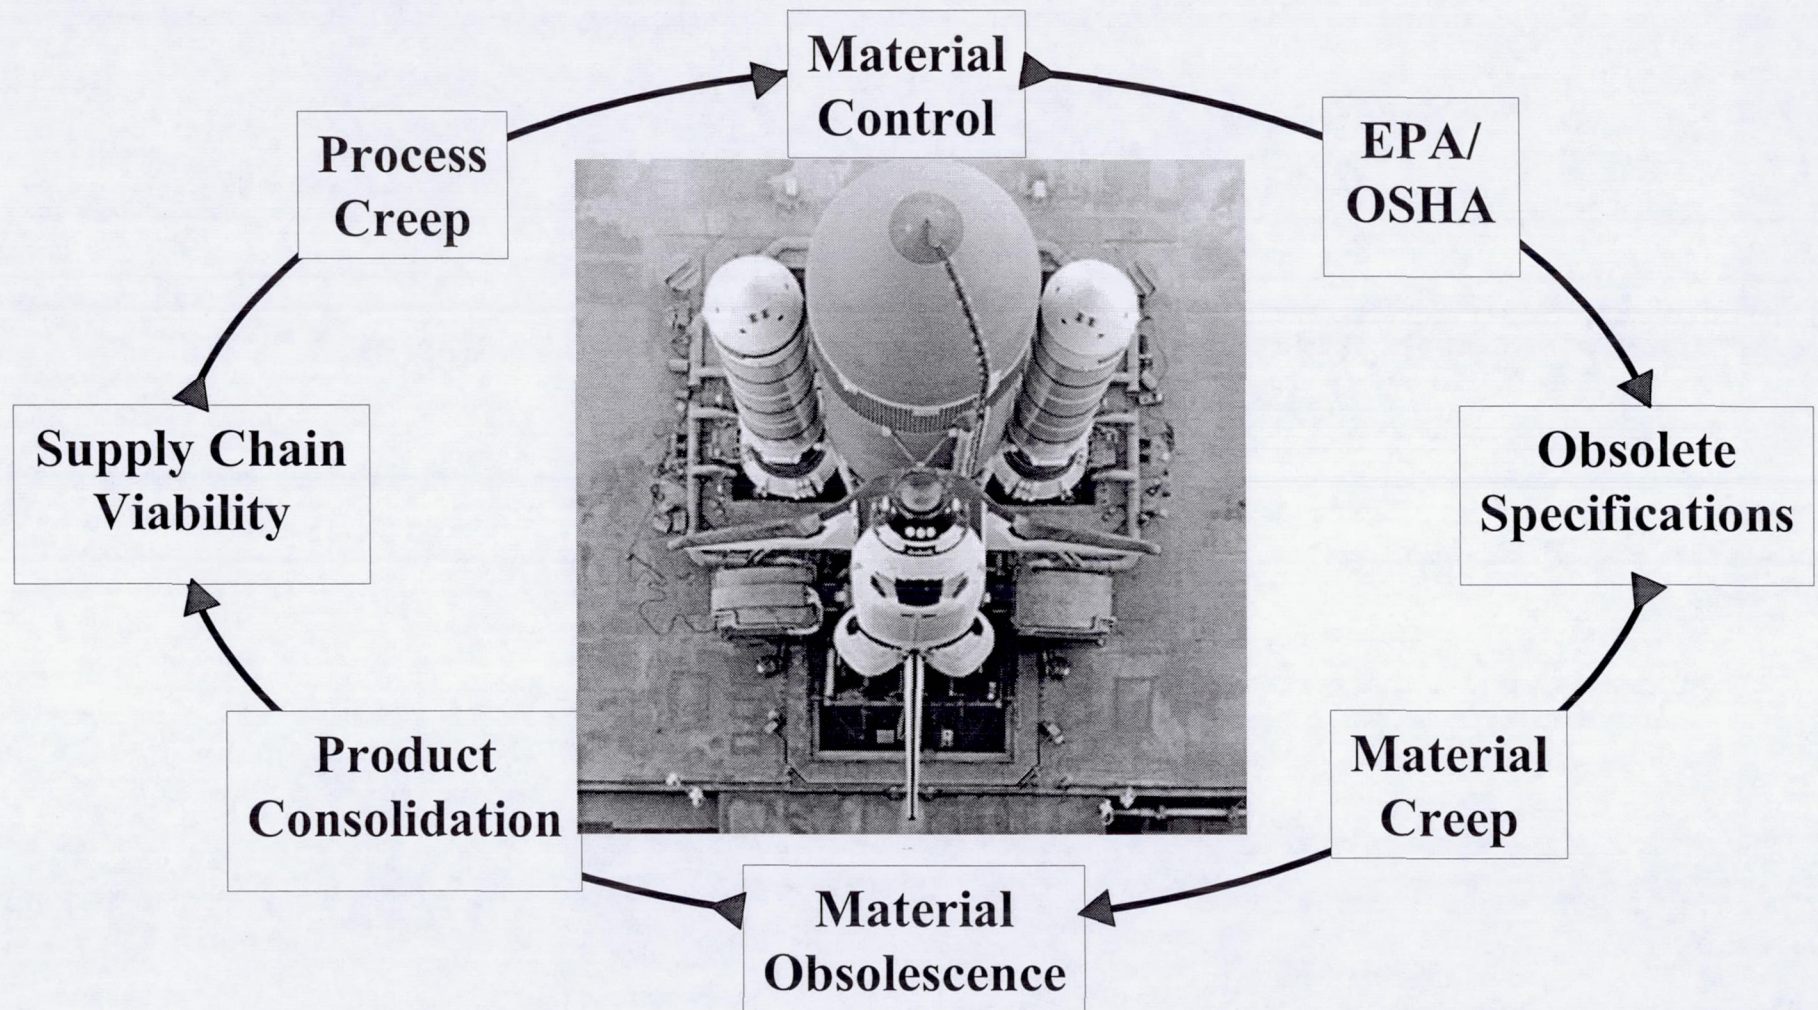 Material
Control
Process
Creep
EPA/
OSHA
Supply Chain
Viability
Obsolete
Specifications
Product
Consolidation
Material
Creep
Material
Obsolescence